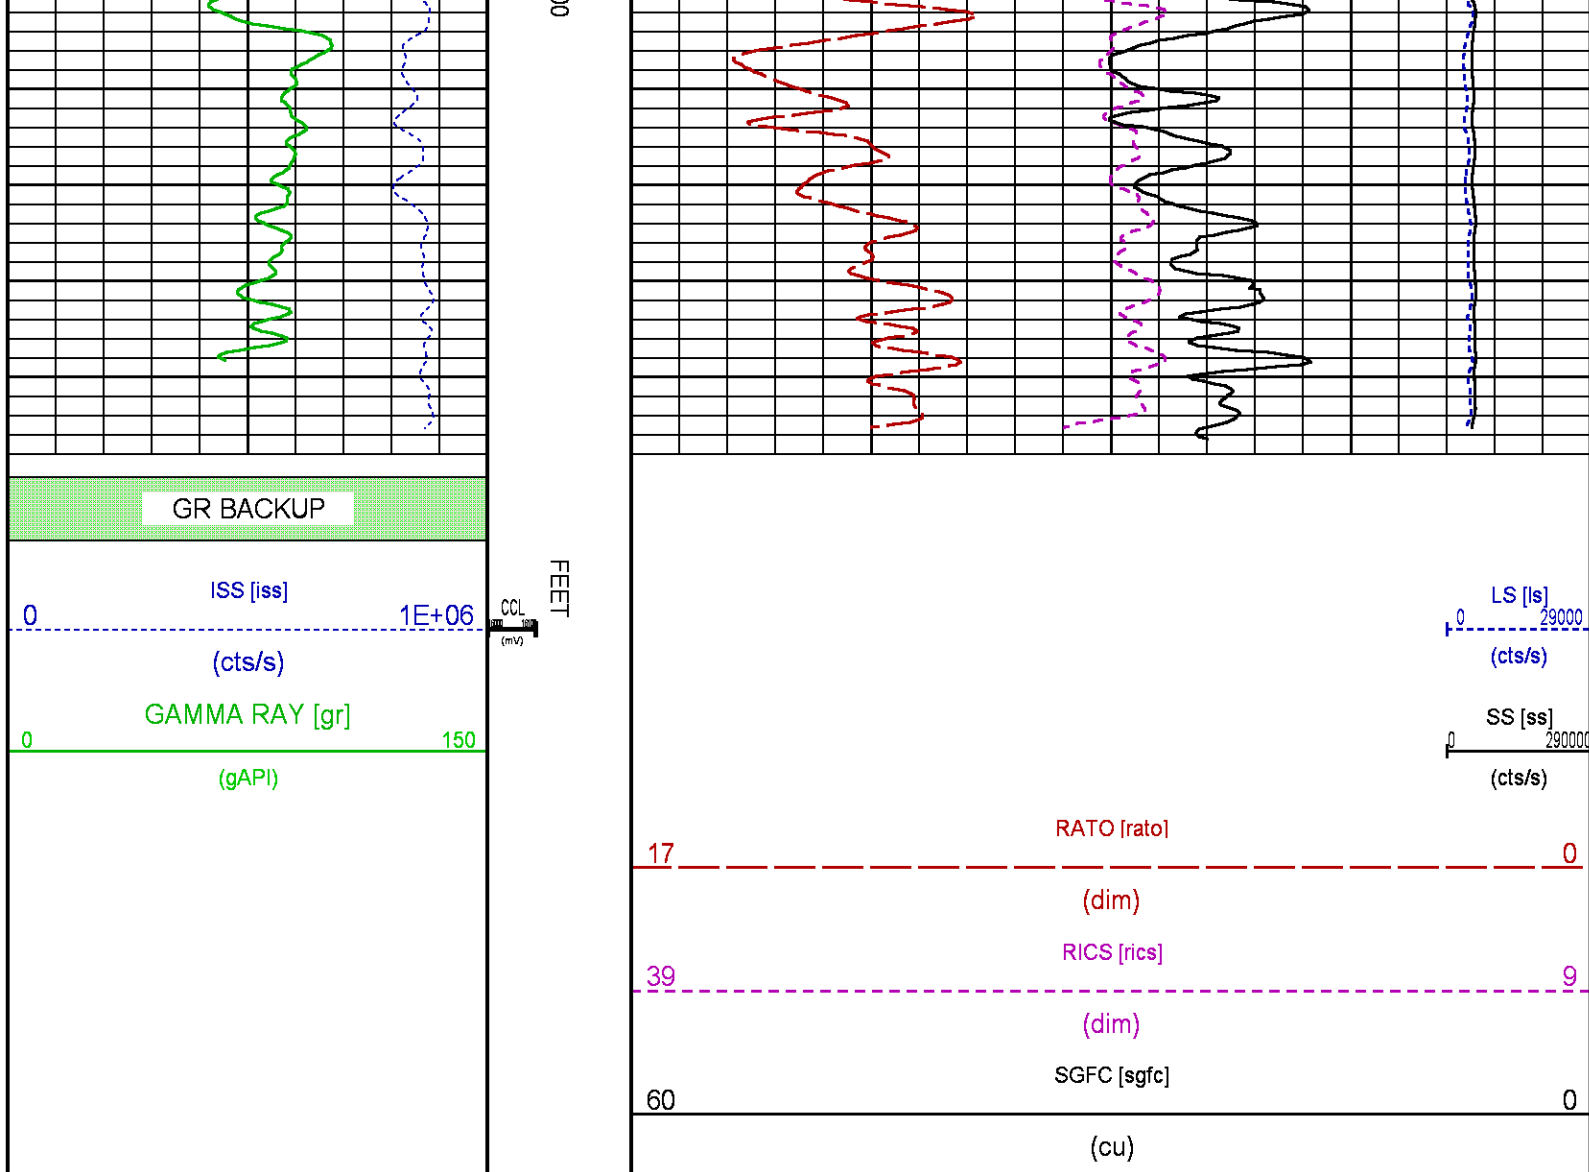 00
GR BACKUP
FEET
ISS [iss]
0 1E+06
(cts/s)
CCL
(mV)
GAMMA RAY [gr]
0 150
(gAPI)
LS [ls]
0 29000
(cts/s)
SS [ss]
0 290000
(cts/s)
RATO [rato]
17 0
(dim)
RICS [rics]
39 9
(dim)
SGFC [sgfc]
60 0
(cu)